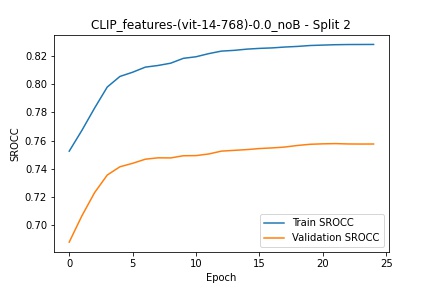 CLIP_features-(vit-14-768)-0.0_noB - Split 2
0.82
0.80
0.78
0.76
0.74
0.72
0.70
SROCC
0 5 10 15 20 25
Epoch
Train SROCC
Validation SROCC